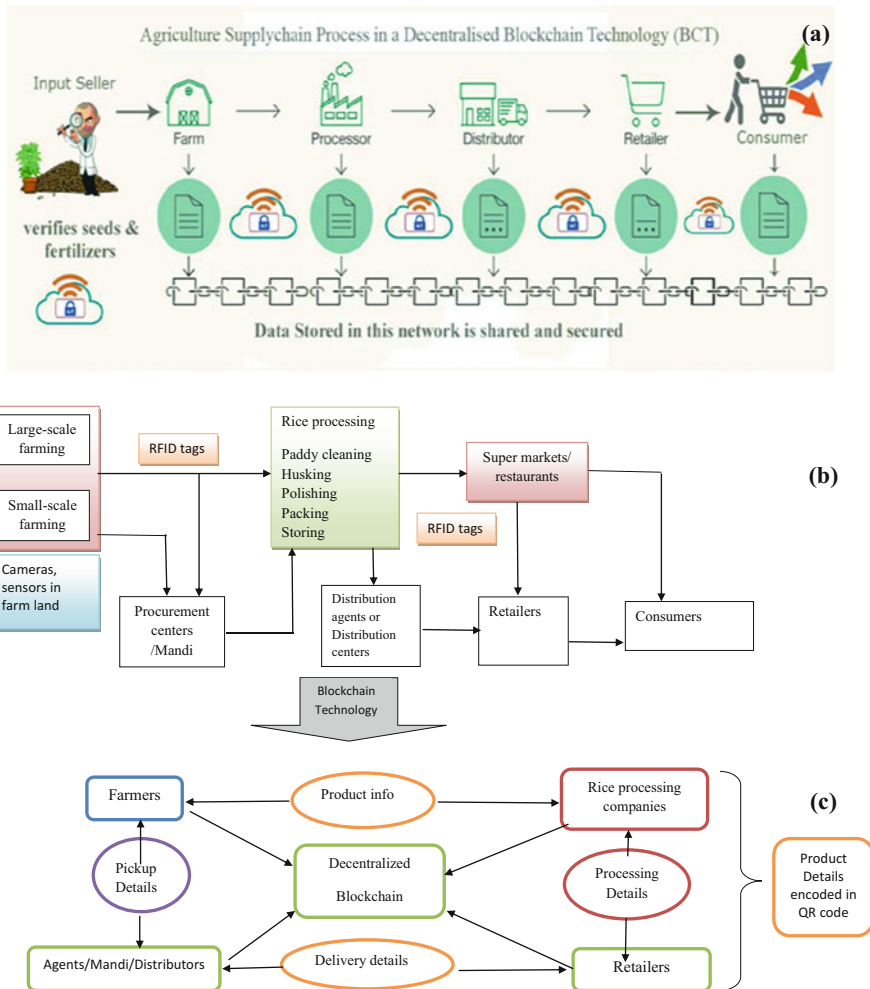 Agriculture Supplychain Process in a Decentralised Blockchain Technology (BCT)
(a)
Input Seller
Farm
Processor
Distributor
Retailer
Consumer
verifies seeds &
fertilizers
Data Stored in this network is shared and secured
(b)
Large-scale
farming
Small-scale
farming
Cameras,
sensors in
farm land
RFID tags
Procurement
centers
/Mandi
Rice processing
Paddy cleaning
Husking
Polishing
Packing
Storing
Super markets/
restaurants
RFID tags
Distribution
agents or
Distribution
centers
Retailers
Consumers
Blockchain
Technology
(c)
Farmers
Product info
Rice processing
companies
Pickup
Details
Decentralized
Blockchain
Processing
Details
Product
Details
encoded in
QR code
Agents/Mandi/Distributors
Delivery details
Retailers